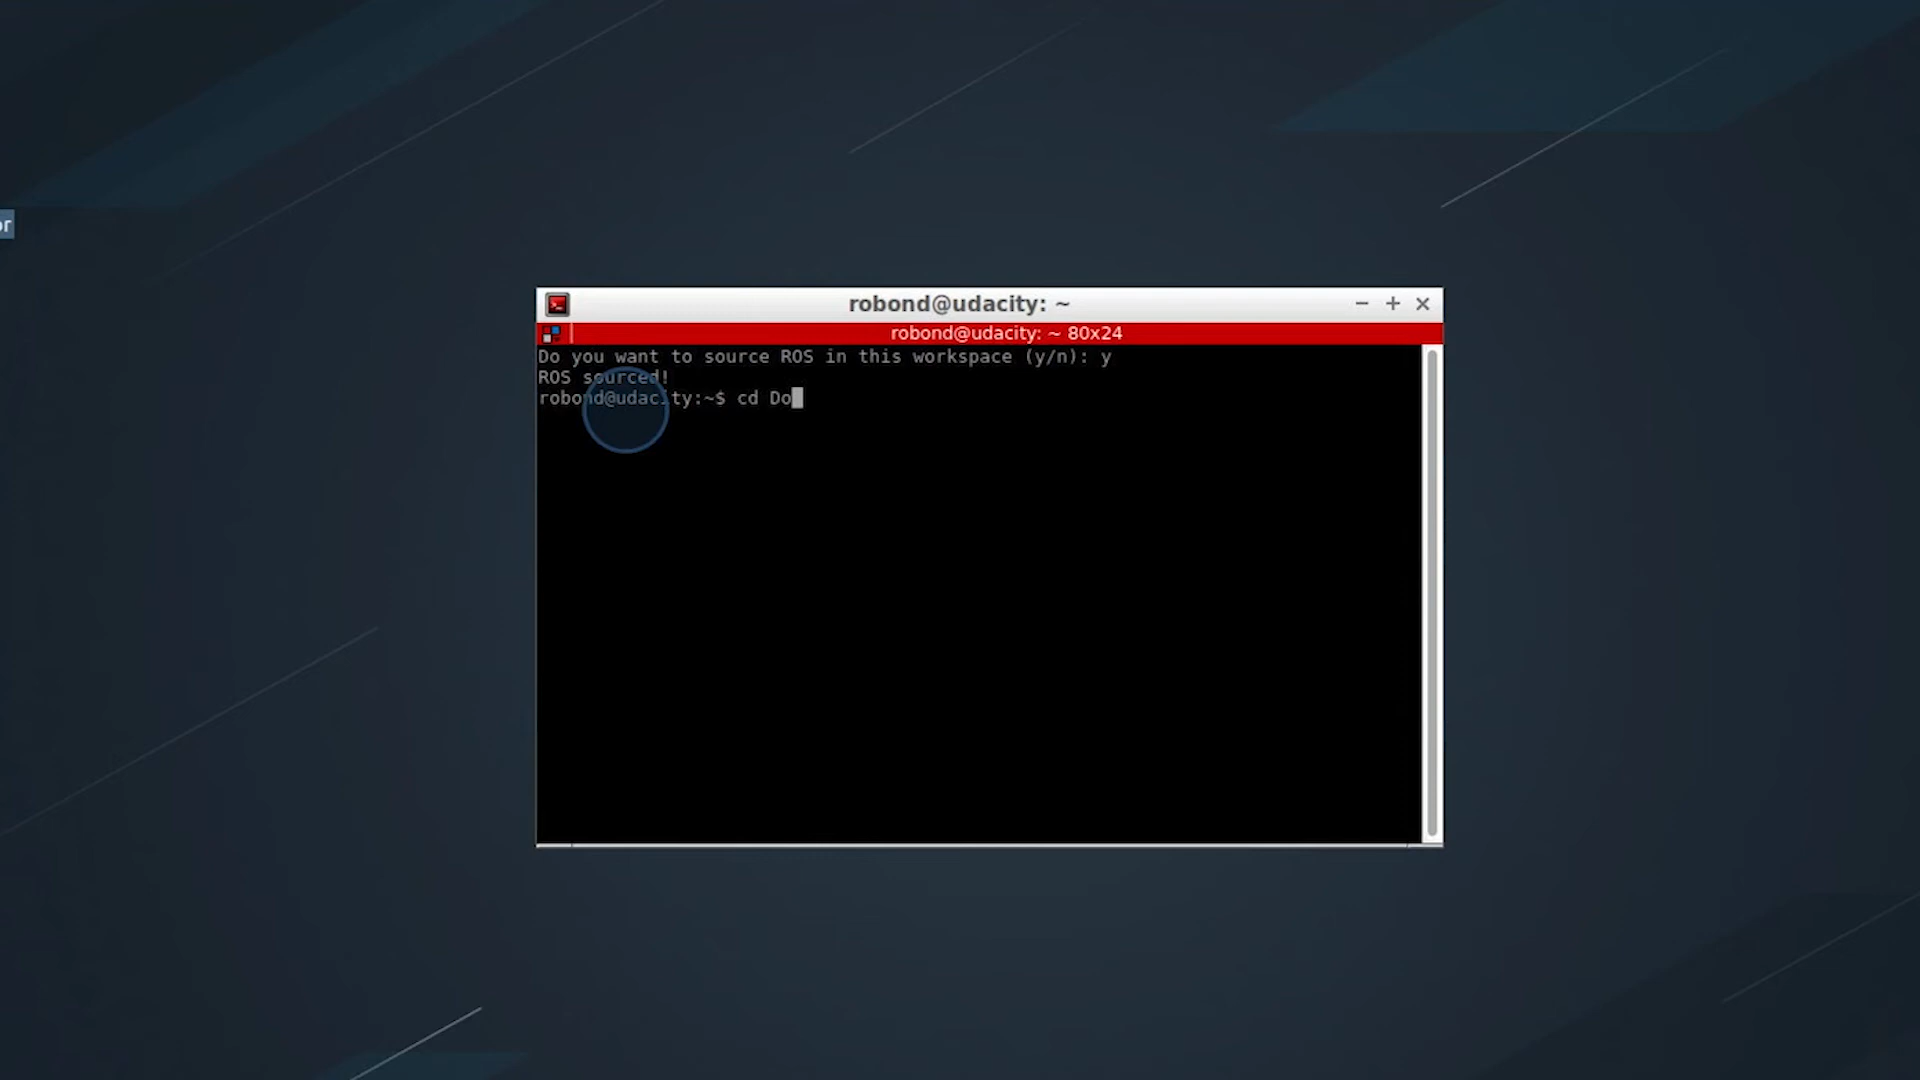 or
robond@udacity: ~
robond@udacity: ~ 80x24
Do you want to source ROS in this workspace (y/n): y
ROS sourced!
robond@udacity:~$ cd Do